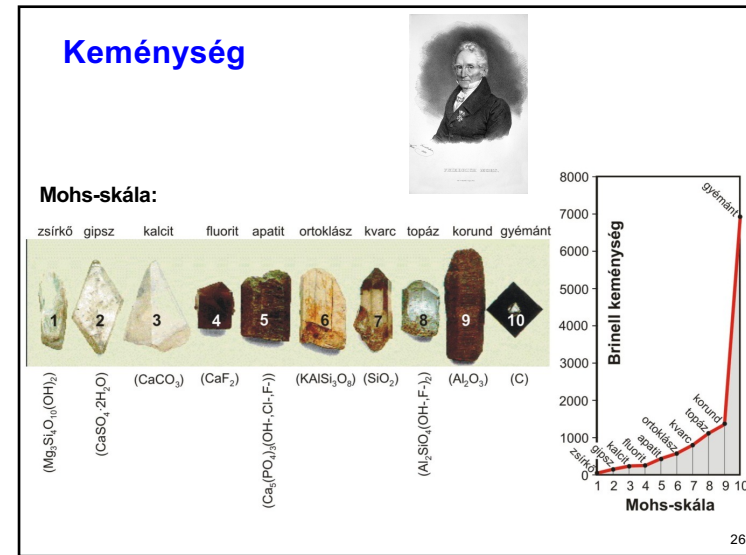 Keménység
FRIEDERICH MOHS.
Mohs-skála:
zsírkő gipsz kalcit fluorit apatit ortoklász kvarc topáz korund gyémánt
1 2 3 4 5 6 7 8 9 10
(Mg₃Si₄O₁₀(OH)₂) (CaSO₄·2H₂O) (CaCO₃) (CaF₂) (Ca₅(PO₄)₃(OH-,Cl-,F-)) (KAlSi₃O₈) (SiO₂) (Al₂SiO₄(OH-,F-)₂) (Al₂O₃) (C)
8000
7000
6000
5000
4000
3000
2000
1000
0
Brinell keménység
zsírkő gipsz kalcit fluorit apatit ortoklász kvarc topáz korund gyémánt
1 2 3 4 5 6 7 8 9 10
Mohs-skála
26